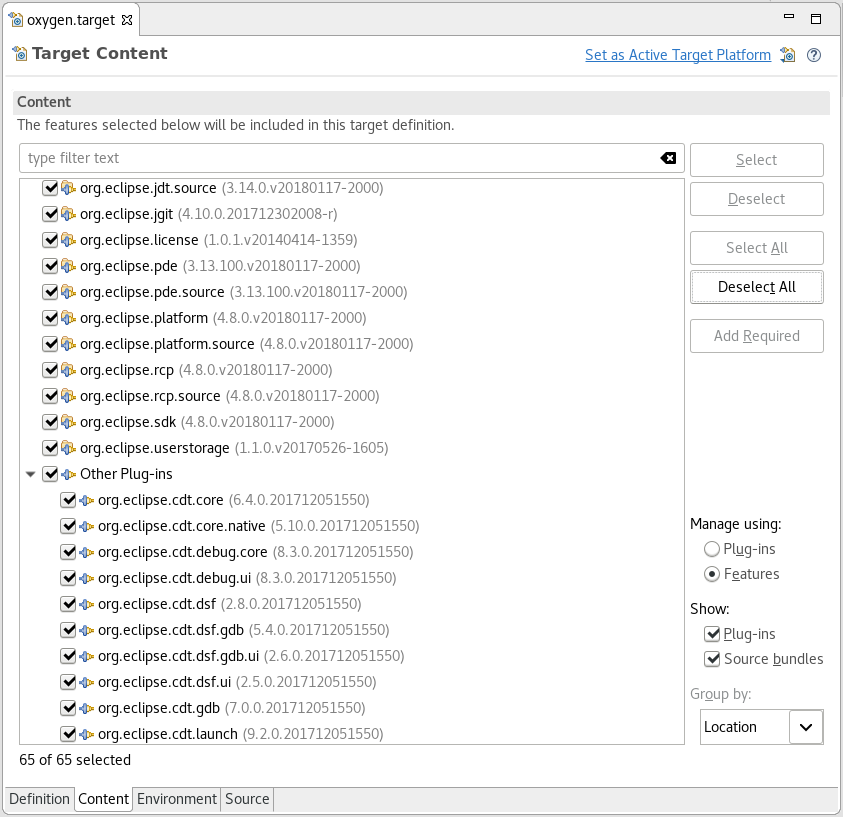 oxygen.target
Target Content
Set as Active Target Platform
Content
The features selected below will be included in this target definition.
type filter text
Select
Deselect
Select All
Deselect All
Add Required
org.eclipse.jdt.source (3.14.0.v20180117-2000)
org.eclipse.jgit (4.10.0.201712302008-r)
org.eclipse.license (1.0.1.v20140414-1359)
org.eclipse.pde (3.13.100.v20180117-2000)
org.eclipse.pde.source (3.13.100.v20180117-2000)
org.eclipse.platform (4.8.0.v20180117-2000)
org.eclipse.platform.source (4.8.0.v20180117-2000)
org.eclipse.rcp (4.8.0.v20180117-2000)
org.eclipse.rcp.source (4.8.0.v20180117-2000)
org.eclipse.sdk (4.8.0.v20180117-2000)
org.eclipse.userstorage (1.1.0.v20170526-1605)
Other Plug-ins
org.eclipse.cdt.core (6.4.0.201712051550)
org.eclipse.cdt.core.native (5.10.0.201712051550)
org.eclipse.cdt.debug.core (8.3.0.201712051550)
org.eclipse.cdt.debug.ui (8.3.0.201712051550)
org.eclipse.cdt.dsf (2.8.0.201712051550)
org.eclipse.cdt.dsf.gdb (5.4.0.201712051550)
org.eclipse.cdt.dsf.gdb.ui (2.6.0.201712051550)
org.eclipse.cdt.dsf.ui (2.5.0.201712051550)
org.eclipse.cdt.gdb (7.0.0.201712051550)
org.eclipse.cdt.launch (9.2.0.201712051550)
Manage using:
Plug-ins
Features
Show:
Plug-ins
Source bundles
Group by:
Location
65 of 65 selected
Definition
Content
Environment
Source